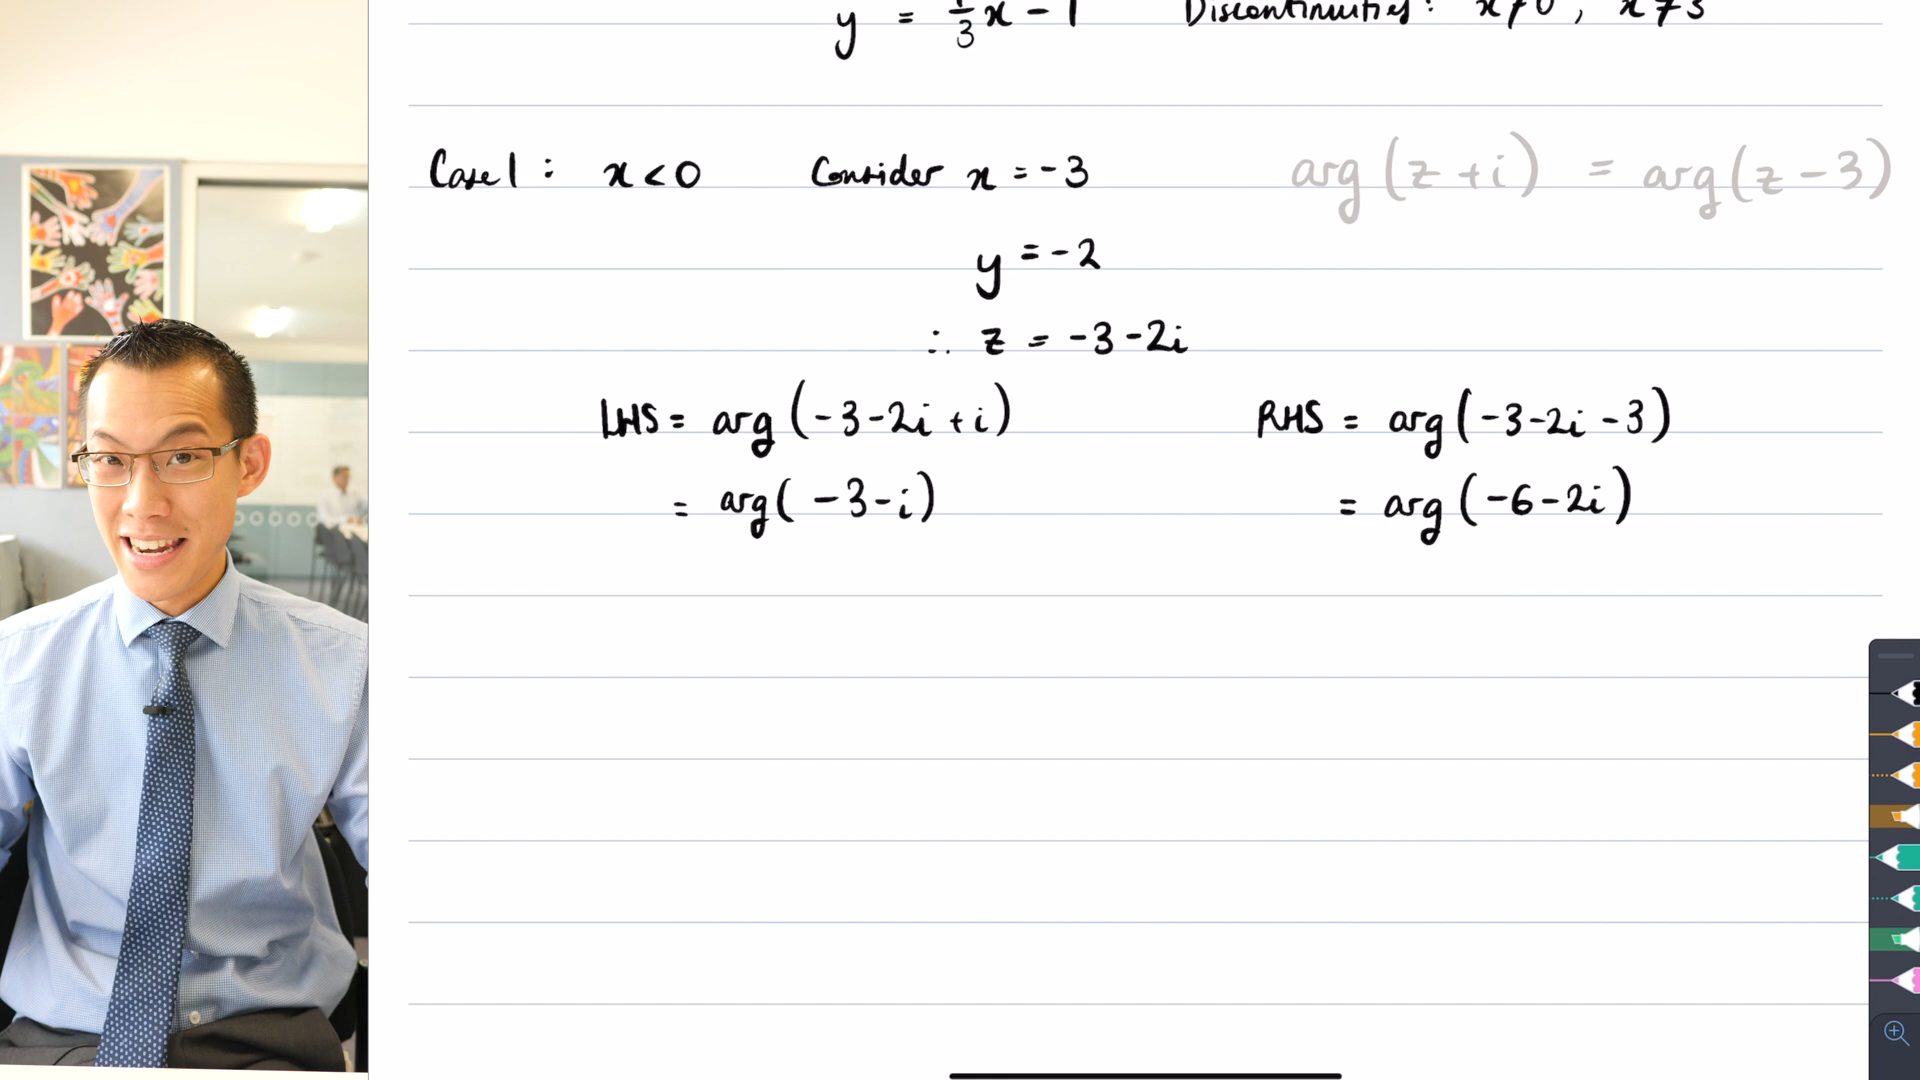 y = 1/3 x - 1 Discontinuities: x ≠ 0, x ≠ 3
Case 1: x < 0 Consider x = -3 arg(z + i) = arg(z - 3)
y = -2
∴ z = -3 - 2i
LHS = arg(-3 - 2i + i) RHS = arg(-3 - 2i - 3)
= arg(-3 - i) = arg(-6 - 2i)